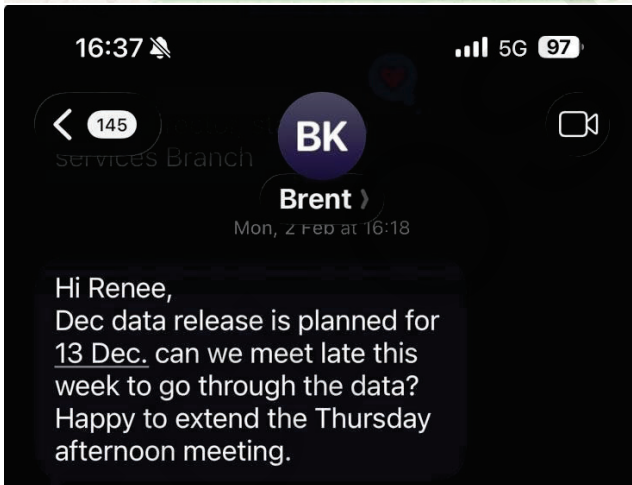 16:37
5G 97
145
BK
services Branch
Brent
Mon, 2 Feb at 16:18
Hi Renee,
Dec data release is planned for
13 Dec. can we meet late this
week to go through the data?
Happy to extend the Thursday
afternoon meeting.